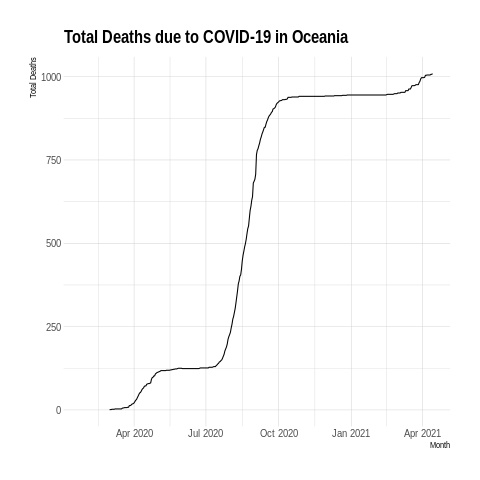 Total Deaths due to COVID-19 in Oceania
Total Deaths
1000
750
500
250
0
Apr 2020 Jul 2020 Oct 2020 Jan 2021 Apr 2021
Month